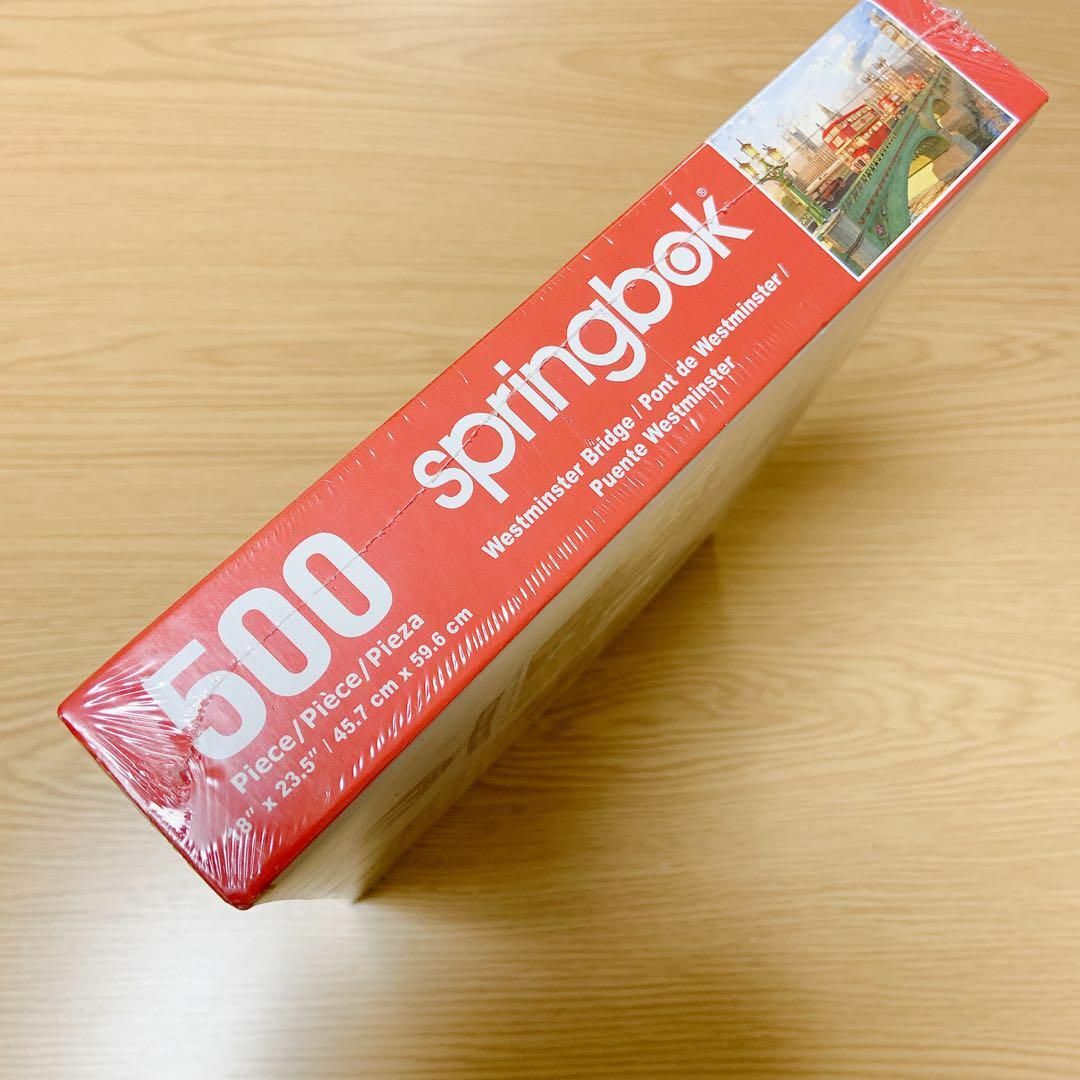 500
Piece/Pièce/Pieza
18" x 23.5" | 45.7 cm x 59.6 cm
springbok®
Westminster Bridge / Pont de Westminster /
Puente Westminster